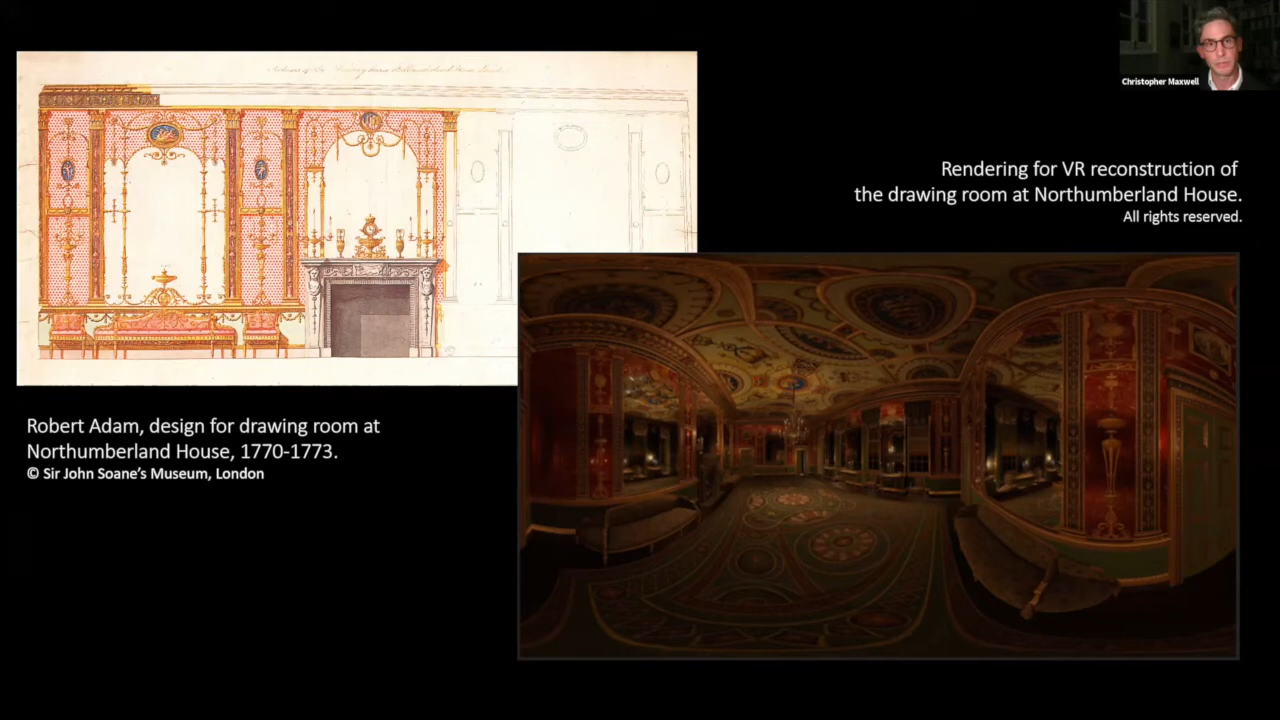 Christopher Maxwell
Rendering for VR reconstruction of
the drawing room at Northumberland House.
All rights reserved.
Robert Adam, design for drawing room at
Northumberland House, 1770-1773.
© Sir John Soane’s Museum, London